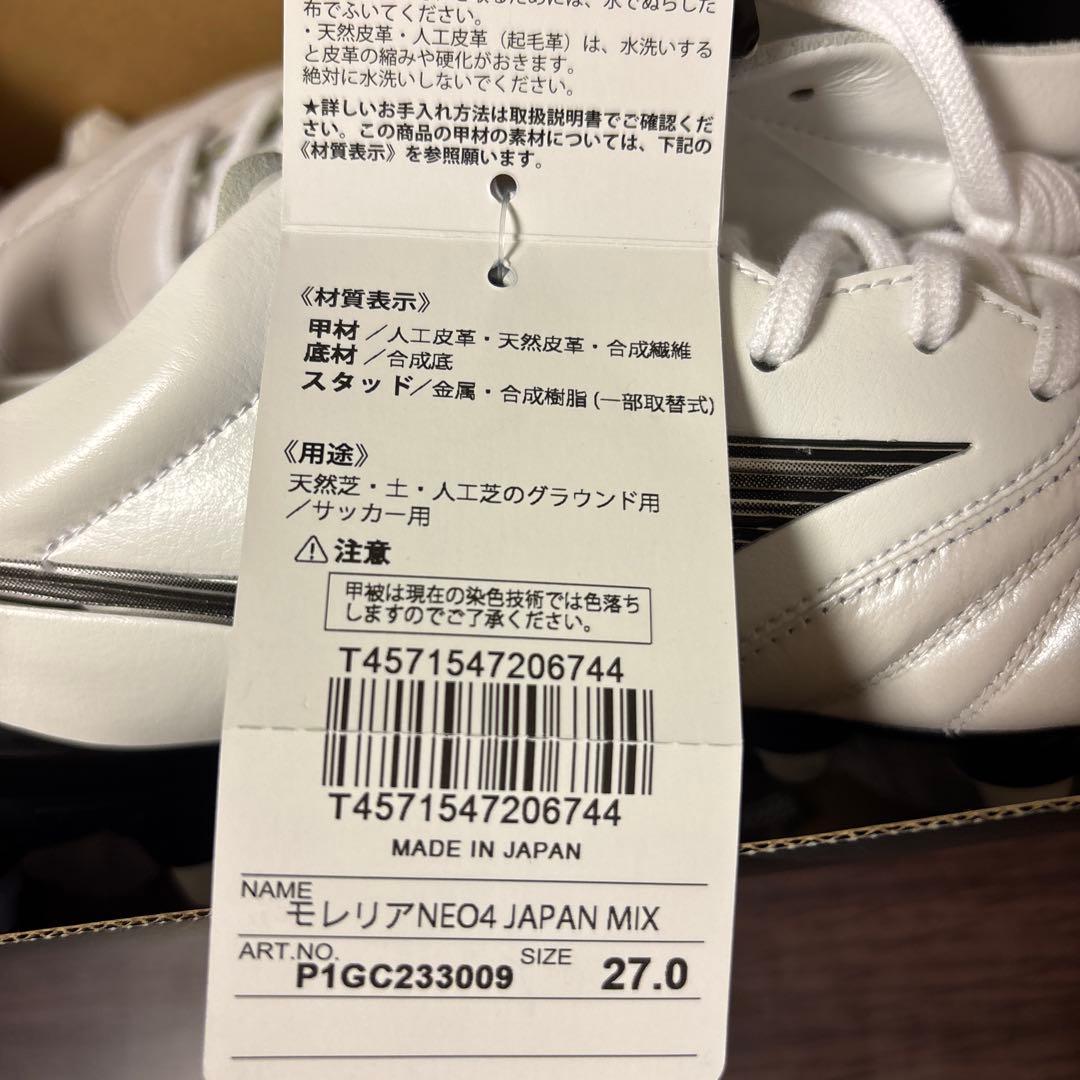 には、水でぬらした
布でふいてください。
・天然皮革・人工皮革（起毛革）は、水洗いする
と皮革の縮みや硬化がおきます。
絶対に水洗いしないでください。
★詳しいお手入れ方法は取扱説明書でご確認くだ
さい。この商品の甲材の素材については、下記の
《材質表示》を参照願います。
《材質表示》
甲材／人工皮革・天然皮革・合成繊維
底材／合成底
スタッド／金属・合成樹脂(一部取替式)
《用途》
天然芝・土・人工芝のグラウンド用
／サッカー用
⚠注意
甲被は現在の染色技術では色落ち
しますのでご了承ください。
T4571547206744
T4571547206744
MADE IN JAPAN
NAME
モレリアNEO4 JAPAN MIX
ART.NO. P1GC233009 SIZE 27.0